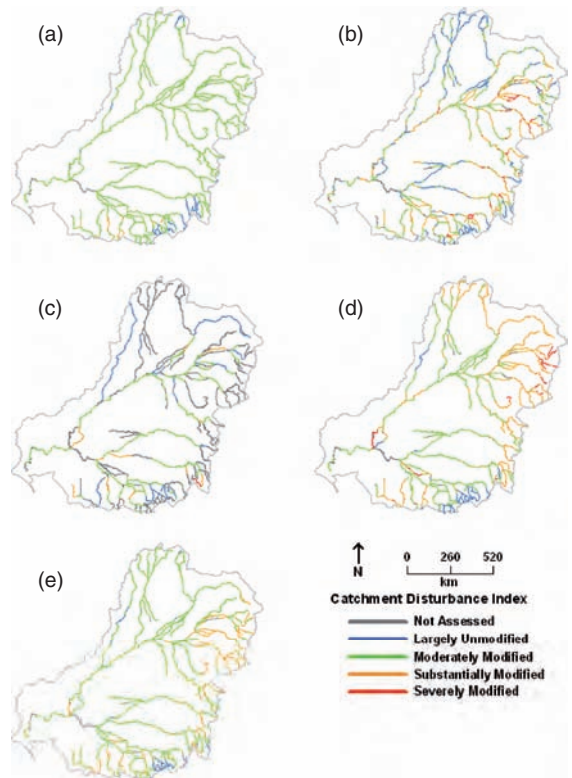 (a)
(b)
(c)
(d)
(e)
N
0 260 520
km
Catchment Disturbance Index
Not Assessed
Largely Unmodified
Moderately Modified
Substantially Modified
Severely Modified